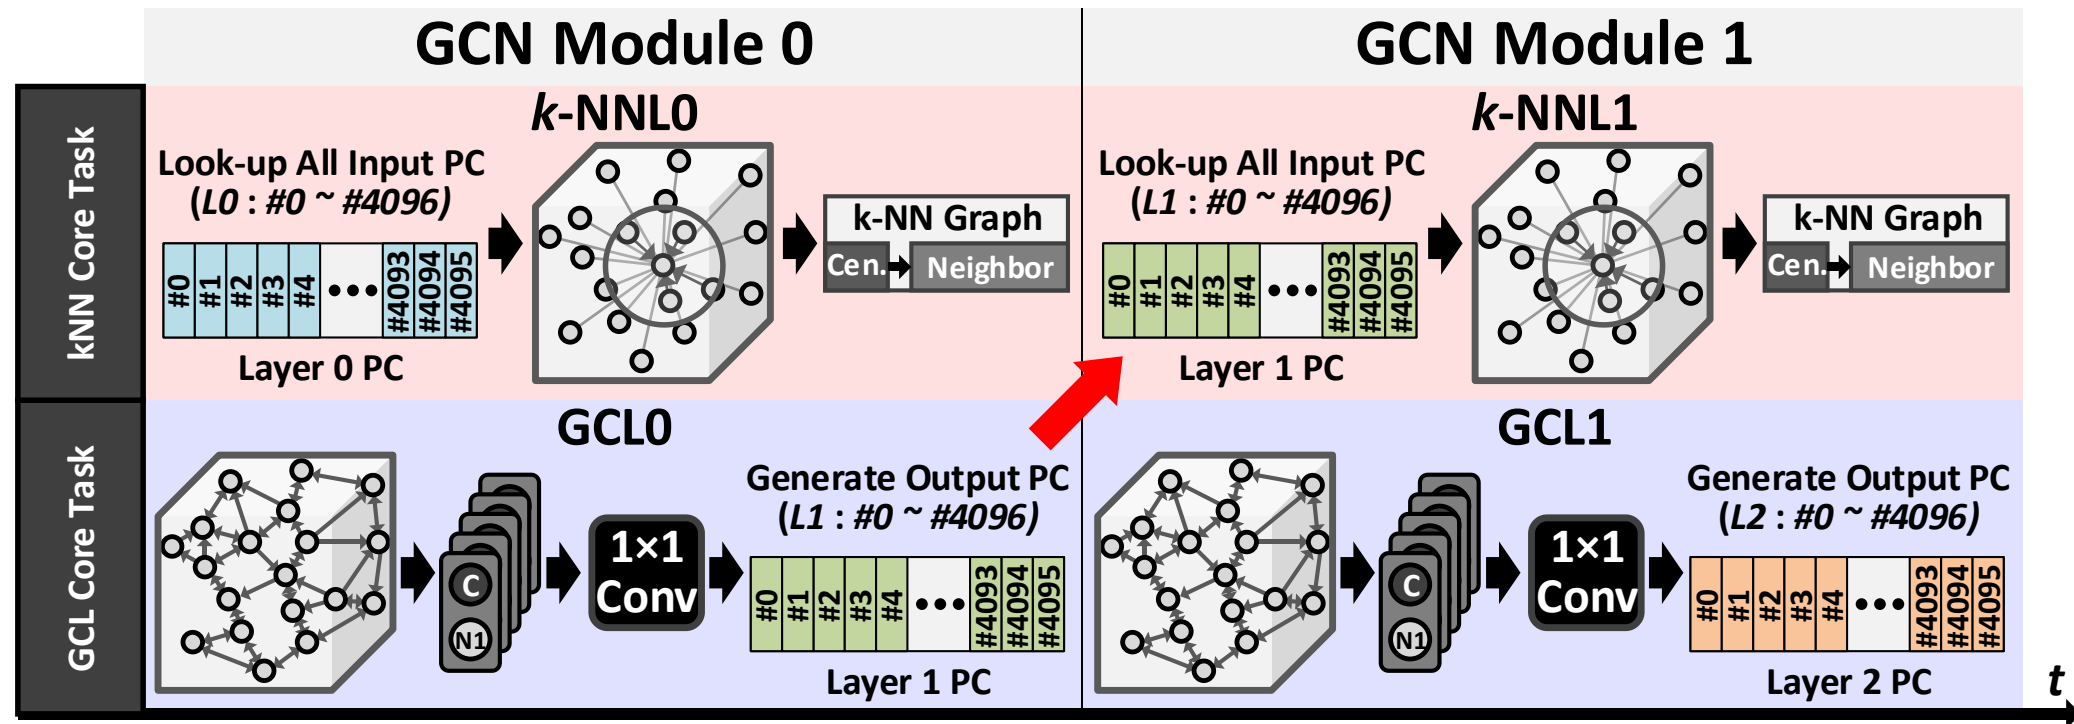 GCN Module 0
GCN Module 1
kNN Core Task
k-NNL0
Look-up All Input PC
(L0 : #0 ~ #4096)
#0 #1 #2 #3 #4 ••• #4093 #4094 #4095
Layer 0 PC
k-NN Graph
Cen. Neighbor
k-NNL1
Look-up All Input PC
(L1 : #0 ~ #4096)
#0 #1 #2 #3 #4 ••• #4093 #4094 #4095
Layer 1 PC
k-NN Graph
Cen. Neighbor
GCL Core Task
GCL0
C
N1
1×1
Conv
Generate Output PC
(L1 : #0 ~ #4096)
#0 #1 #2 #3 #4 ••• #4093 #4094 #4095
Layer 1 PC
GCL1
C
N1
1×1
Conv
Generate Output PC
(L2 : #0 ~ #4096)
#0 #1 #2 #3 #4 ••• #4093 #4094 #4095
Layer 2 PC
t